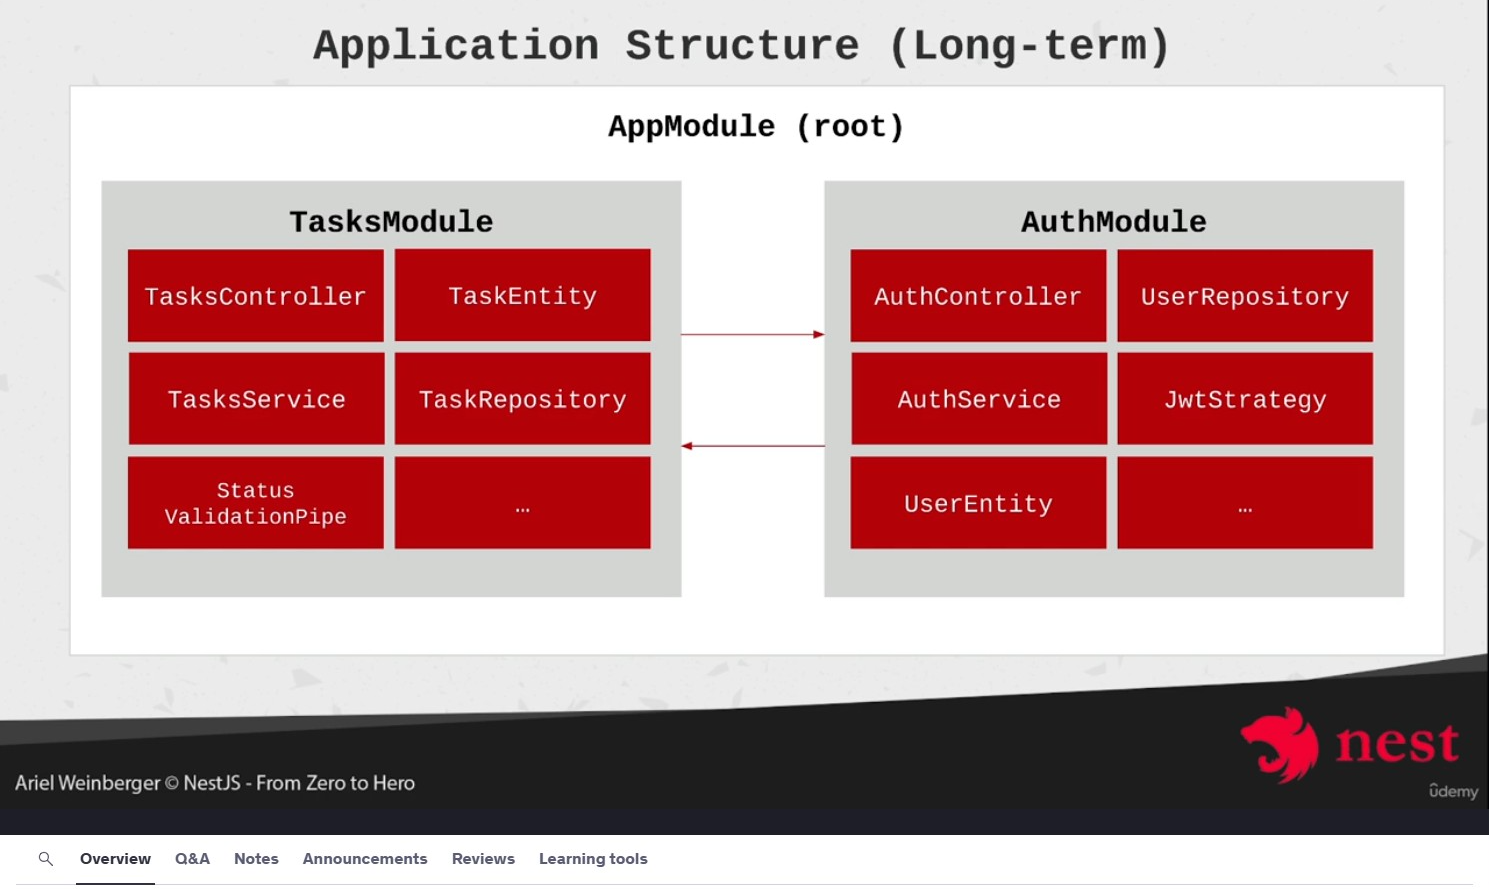 Application Structure (Long-term)
AppModule (root)
TasksModule
TasksController
TaskEntity
TasksService
TaskRepository
Status
ValidationPipe
…
AuthModule
AuthController
UserRepository
AuthService
JwtStrategy
UserEntity
…
nest
Ariel Weinberger © NestJS - From Zero to Hero
ûdemy
Overview Q&A Notes Announcements Reviews Learning tools